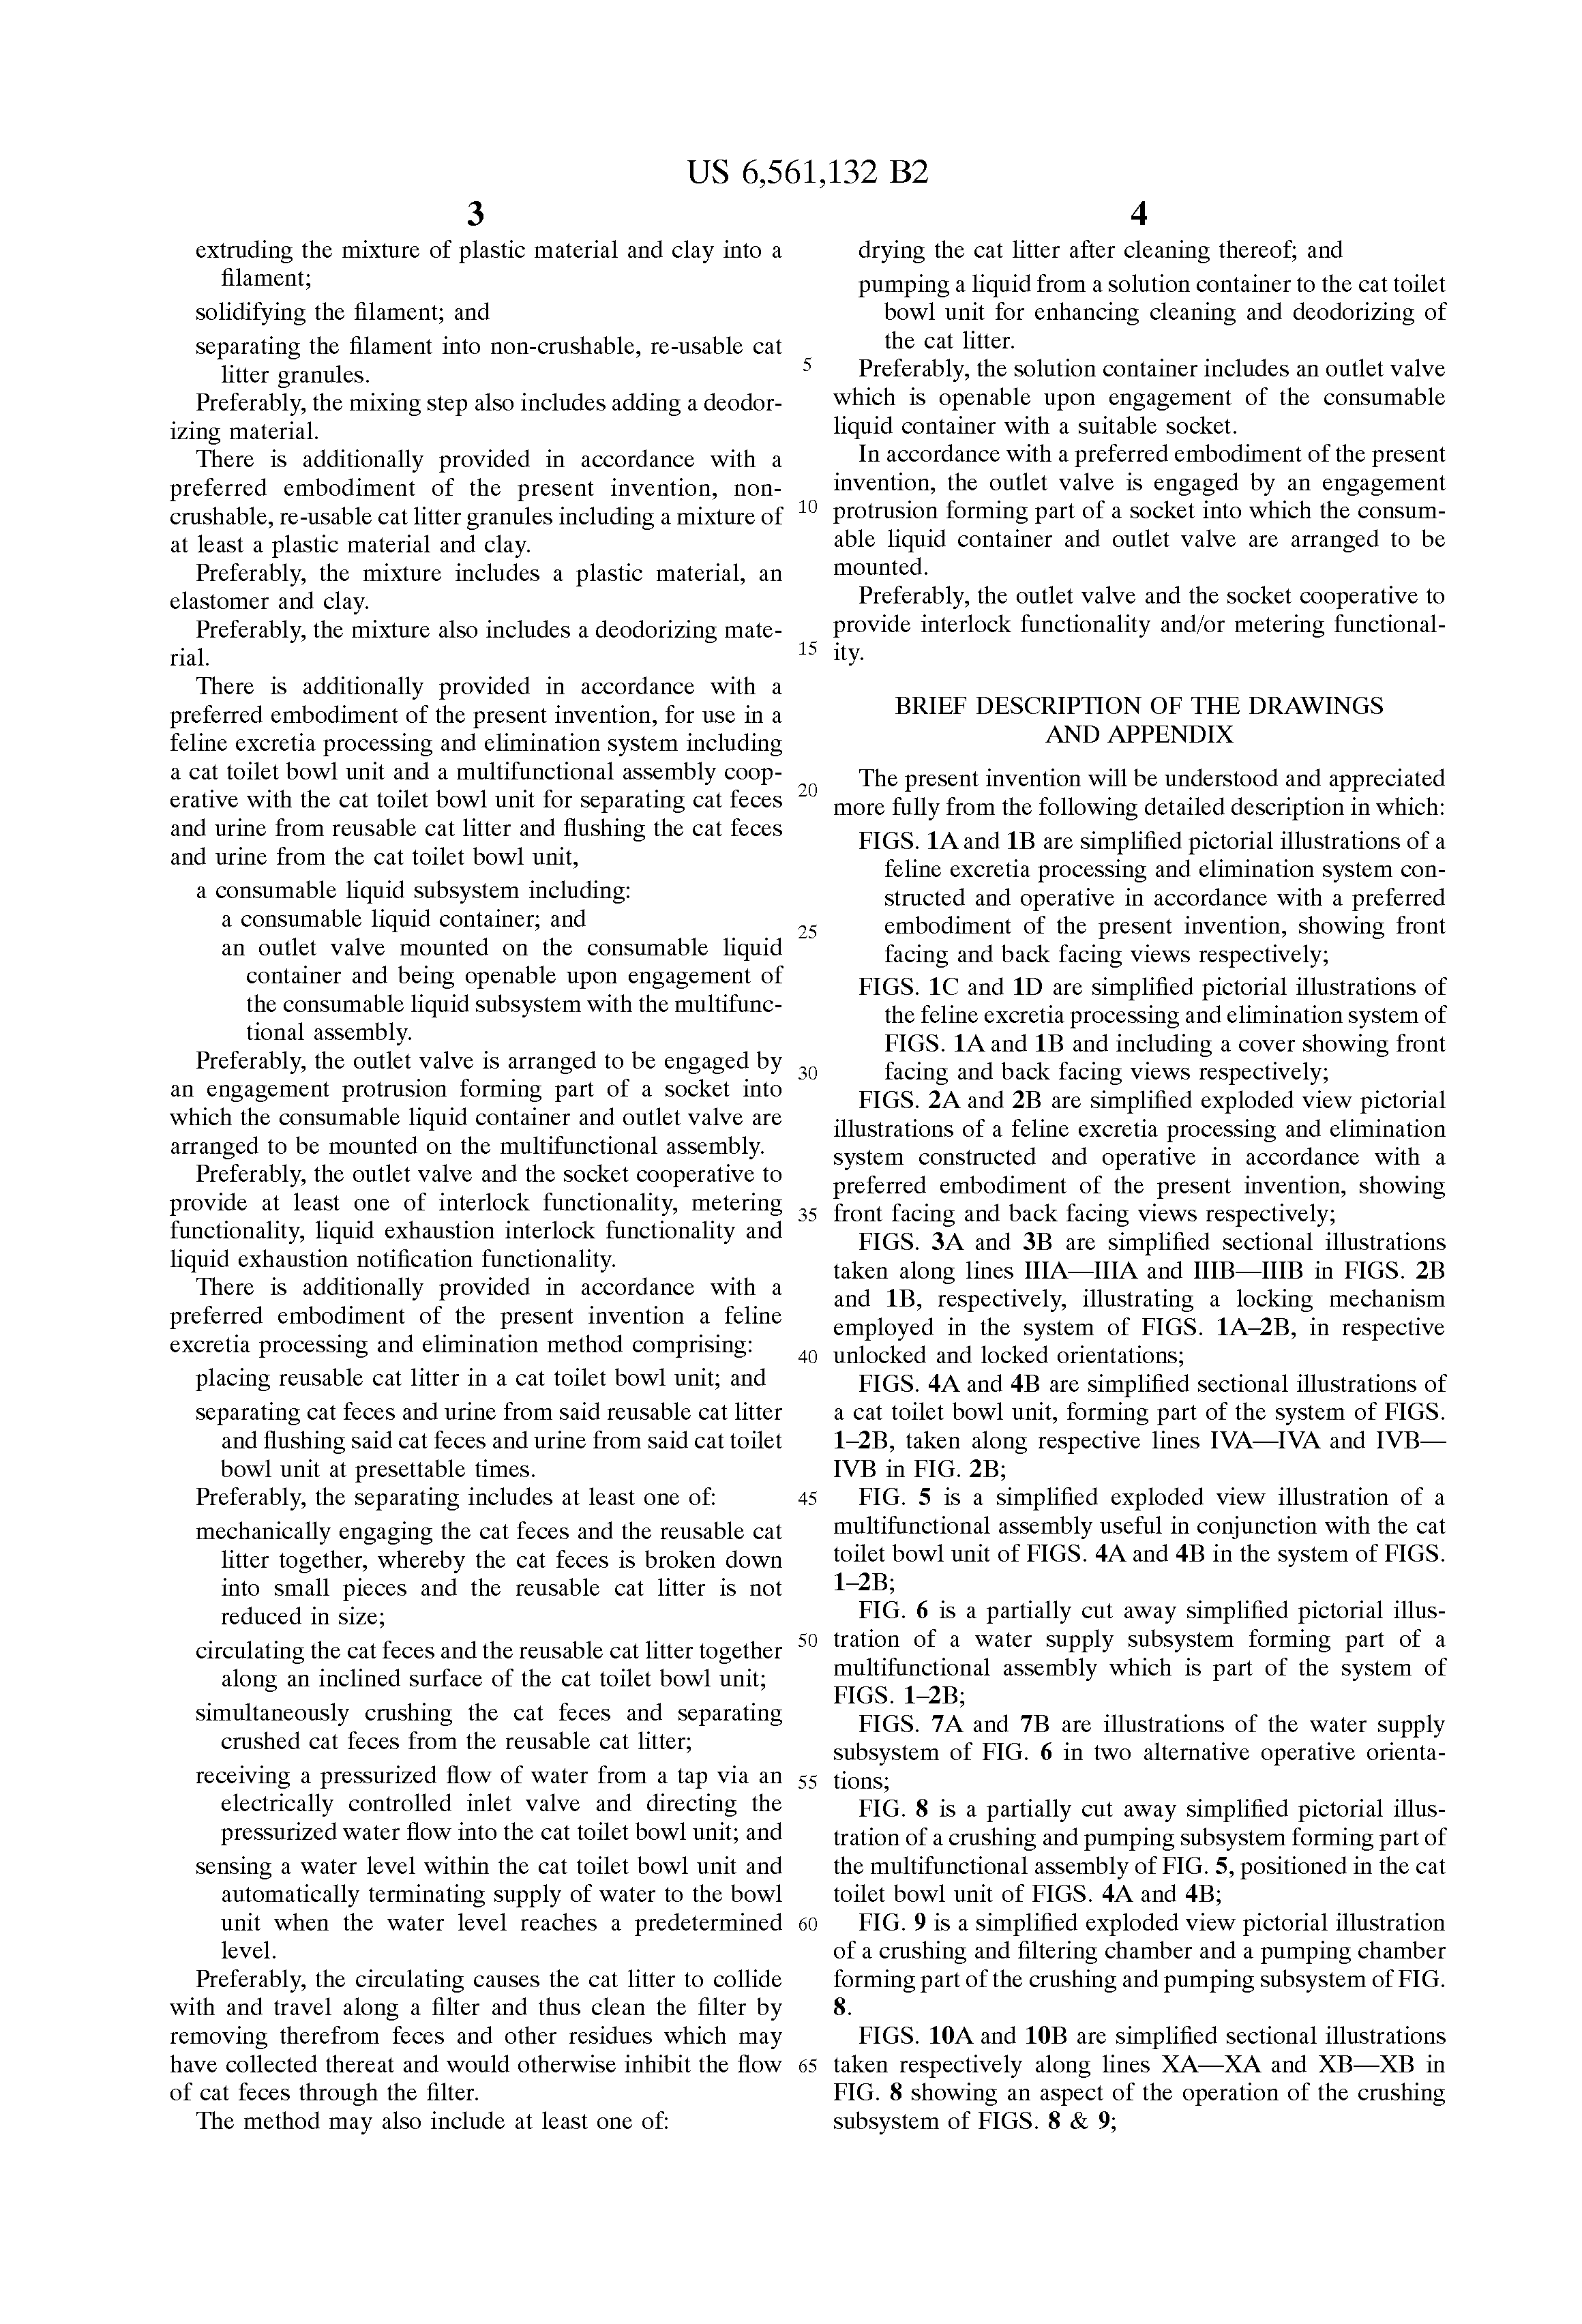 US 6,561,132 B2
3
extruding the mixture of plastic material and clay into a
filament;
solidifying the filament; and
separating the filament into non-crushable, re-usable cat
litter granules.
Preferably, the mixing step also includes adding a deodor-
izing material.
There is additionally provided in accordance with a
preferred embodiment of the present invention, non-
crushable, re-usable cat litter granules including a mixture of
at least a plastic material and clay.
Preferably, the mixture includes a plastic material, an
elastomer and clay.
Preferably, the mixture also includes a deodorizing mate-
rial.
There is additionally provided in accordance with a
preferred embodiment of the present invention, for use in a
feline excretia processing and elimination system including
a cat toilet bowl unit and a multifunctional assembly coop-
erative with the cat toilet bowl unit for separating cat feces
and urine from reusable cat litter and flushing the cat feces
and urine from the cat toilet bowl unit,
a consumable liquid subsystem including:
a consumable liquid container; and
an outlet valve mounted on the consumable liquid
container and being openable upon engagement of
the consumable liquid subsystem with the multifunc-
tional assembly.
Preferably, the outlet valve is arranged to be engaged by
an engagement protrusion forming part of a socket into
which the consumable liquid container and outlet valve are
arranged to be mounted on the multifunctional assembly.
Preferably, the outlet valve and the socket cooperative to
provide at least one of interlock functionality, metering
functionality, liquid exhaustion interlock functionality and
liquid exhaustion notification functionality.
There is additionally provided in accordance with a
preferred embodiment of the present invention a feline
excretia processing and elimination method comprising:
placing reusable cat litter in a cat toilet bowl unit; and
separating cat feces and urine from said reusable cat litter
and flushing said cat feces and urine from said cat toilet
bowl unit at presettable times.
Preferably, the separating includes at least one of:
mechanically engaging the cat feces and the reusable cat
litter together, whereby the cat feces is broken down
into small pieces and the reusable cat litter is not
reduced in size;
circulating the cat feces and the reusable cat litter together
along an inclined surface of the cat toilet bowl unit;
simultaneously crushing the cat feces and separating
crushed cat feces from the reusable cat litter;
receiving a pressurized flow of water from a tap via an
electrically controlled inlet valve and directing the
pressurized water flow into the cat toilet bowl unit; and
sensing a water level within the cat toilet bowl unit and
automatically terminating supply of water to the bowl
unit when the water level reaches a predetermined
level.
Preferably, the circulating causes the cat litter to collide
with and travel along a filter and thus clean the filter by
removing therefrom feces and other residues which may
have collected thereat and would otherwise inhibit the flow
of cat feces through the filter.
The method may also include at least one of:
4
drying the cat litter after cleaning thereof; and
pumping a liquid from a solution container to the cat toilet
bowl unit for enhancing cleaning and deodorizing of
the cat litter.
5 Preferably, the solution container includes an outlet valve
which is openable upon engagement of the consumable
liquid container with a suitable socket.
In accordance with a preferred embodiment of the present
invention, the outlet valve is engaged by an engagement
10 protrusion forming part of a socket into which the consum-
able liquid container and outlet valve are arranged to be
mounted.
Preferably, the outlet valve and the socket cooperative to
provide interlock functionality and/or metering functional-
15 ity.
BRIEF DESCRIPTION OF THE DRAWINGS
AND APPENDIX
The present invention will be understood and appreciated
20 more fully from the following detailed description in which:
FIGS. 1A and 1B are simplified pictorial illustrations of a
feline excretia processing and elimination system con-
structed and operative in accordance with a preferred
25 embodiment of the present invention, showing front
facing and back facing views respectively;
FIGS. 1C and 1D are simplified pictorial illustrations of
the feline excretia processing and elimination system of
FIGS. 1A and 1B and including a cover showing front
30 facing and back facing views respectively;
FIGS. 2A and 2B are simplified exploded view pictorial
illustrations of a feline excretia processing and elimination
system constructed and operative in accordance with a
preferred embodiment of the present invention, showing
35 front facing and back facing views respectively;
FIGS. 3A and 3B are simplified sectional illustrations
taken along lines IIIA—IIIA and IIIB—IIIB in FIGS. 2B
and 1B, respectively, illustrating a locking mechanism
employed in the system of FIGS. 1A–2B, in respective
40 unlocked and locked orientations;
FIGS. 4A and 4B are simplified sectional illustrations of
a cat toilet bowl unit, forming part of the system of FIGS.
1–2B, taken along respective lines IVA—IVA and IVB—
IVB in FIG. 2B;
45 FIG. 5 is a simplified exploded view illustration of a
multifunctional assembly useful in conjunction with the cat
toilet bowl unit of FIGS. 4A and 4B in the system of FIGS.
1–2B;
FIG. 6 is a partially cut away simplified pictorial illus-
50 tration of a water supply subsystem forming part of a
multifunctional assembly which is part of the system of
FIGS. 1–2B;
FIGS. 7A and 7B are illustrations of the water supply
subsystem of FIG. 6 in two alternative operative orienta-
55 tions;
FIG. 8 is a partially cut away simplified pictorial illus-
tration of a crushing and pumping subsystem forming part of
the multifunctional assembly of FIG. 5, positioned in the cat
toilet bowl unit of FIGS. 4A and 4B;
60 FIG. 9 is a simplified exploded view pictorial illustration
of a crushing and filtering chamber and a pumping chamber
forming part of the crushing and pumping subsystem of FIG.
8.
FIGS. 10A and 10B are simplified sectional illustrations
65 taken respectively along lines XA—XA and XB—XB in
FIG. 8 showing an aspect of the operation of the crushing
subsystem of FIGS. 8 & 9;